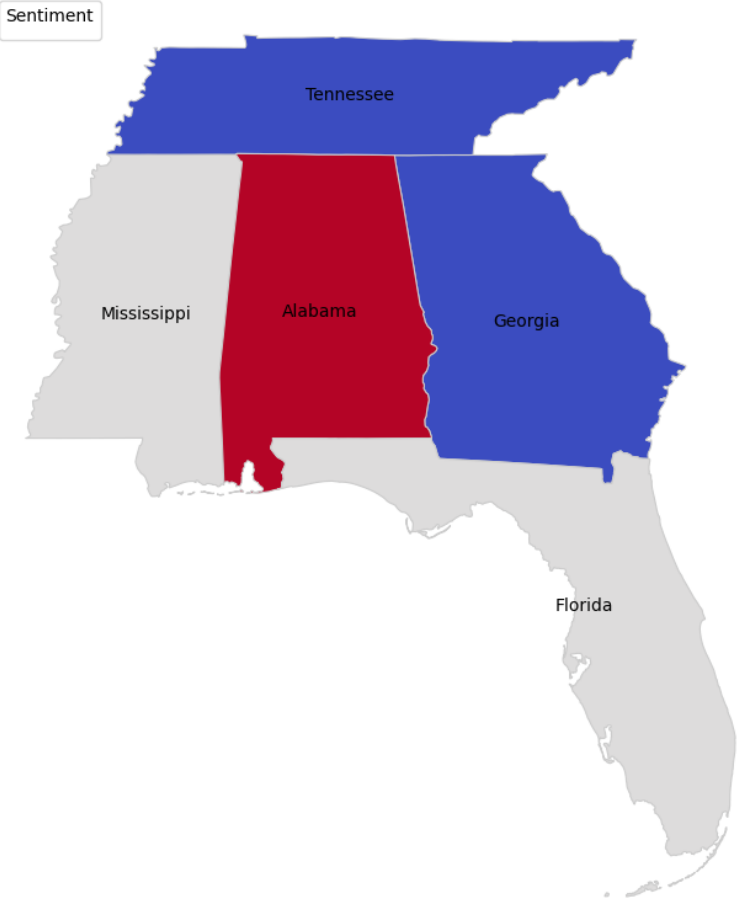 Sentiment
Tennessee
Mississippi
Alabama
Georgia
Florida